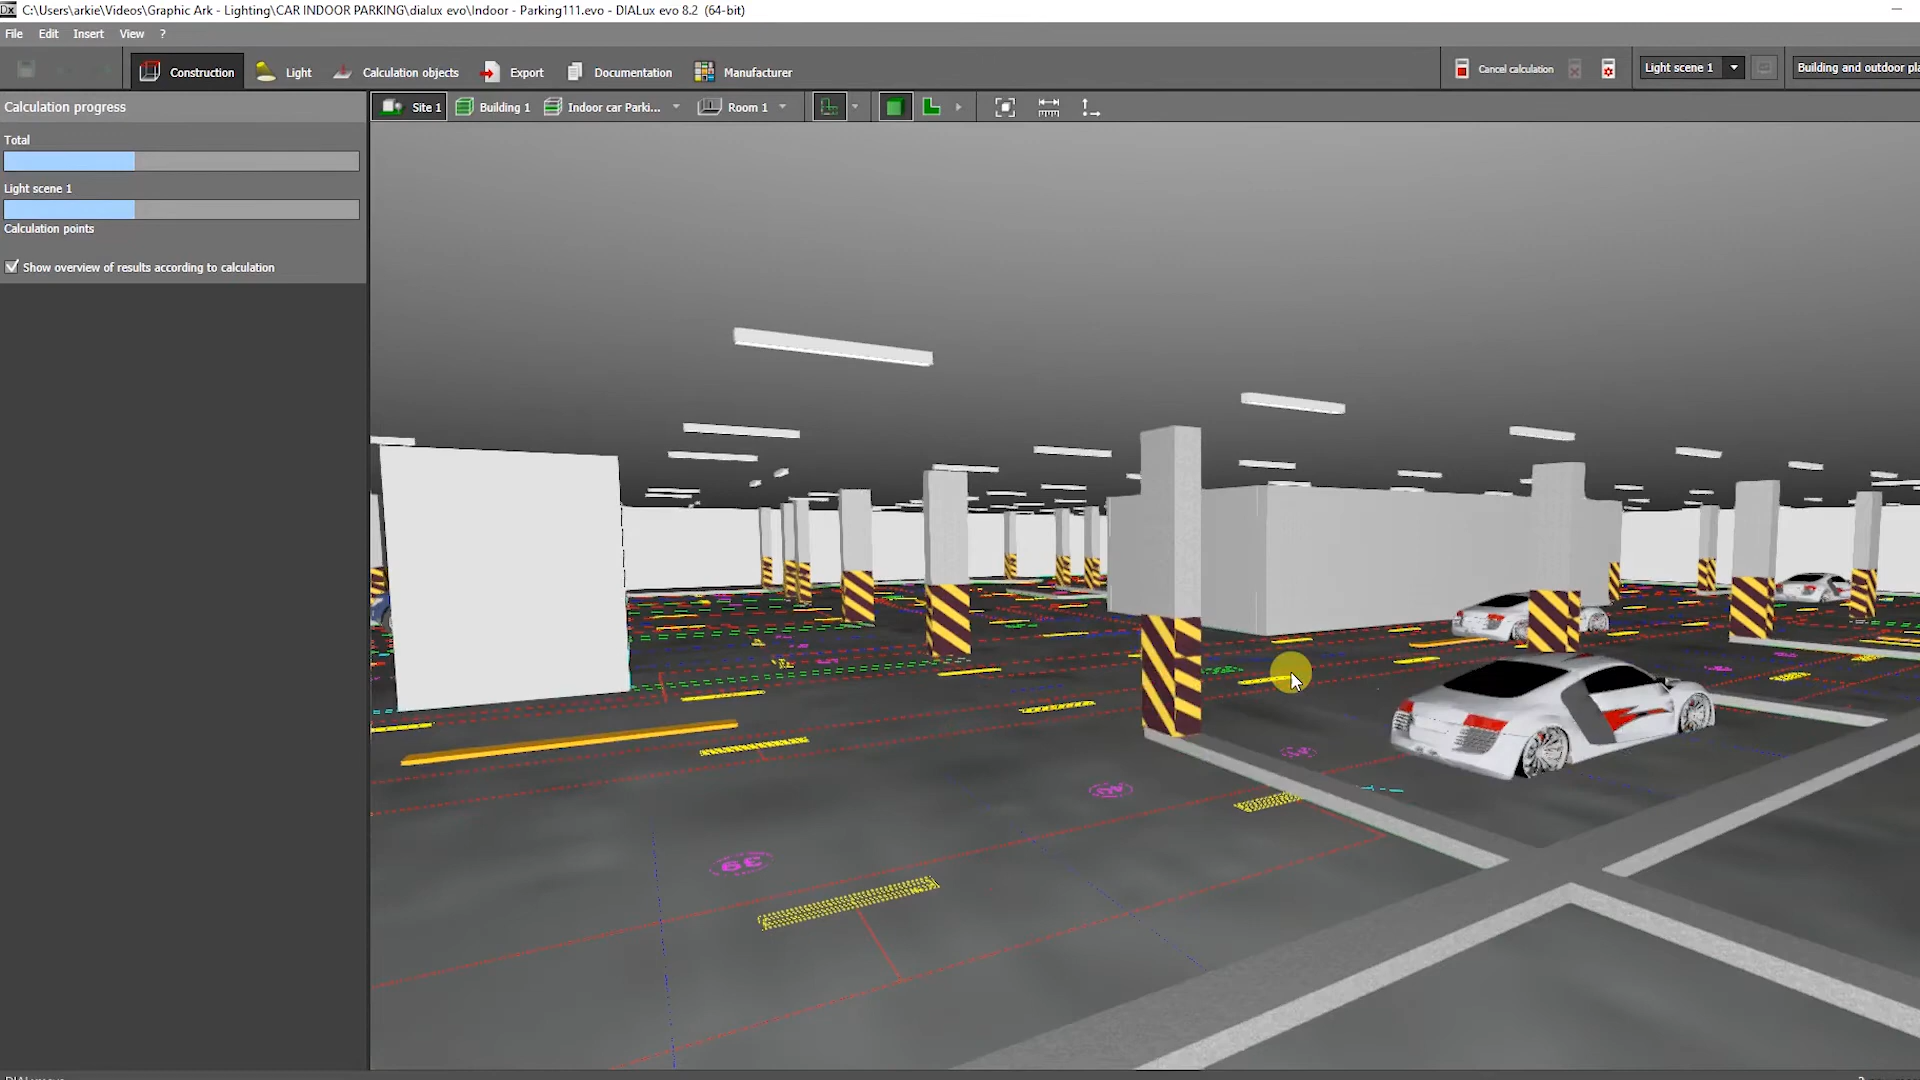 C:\Users\arkie\Videos\Graphic Ark - Lighting\CAR INDOOR PARKING\dialux evo\Indoor - Parking111.evo - DIALux evo 8.2 (64-bit)
File Edit Insert View ?
Construction Light Calculation objects Export Documentation Manufacturer Cancel calculation Light scene 1 Building and outdoor pla
Calculation progress
Site 1 Building 1 Indoor car Parki... Room 1
Total
Light scene 1
Calculation points
Show overview of results according to calculation
39